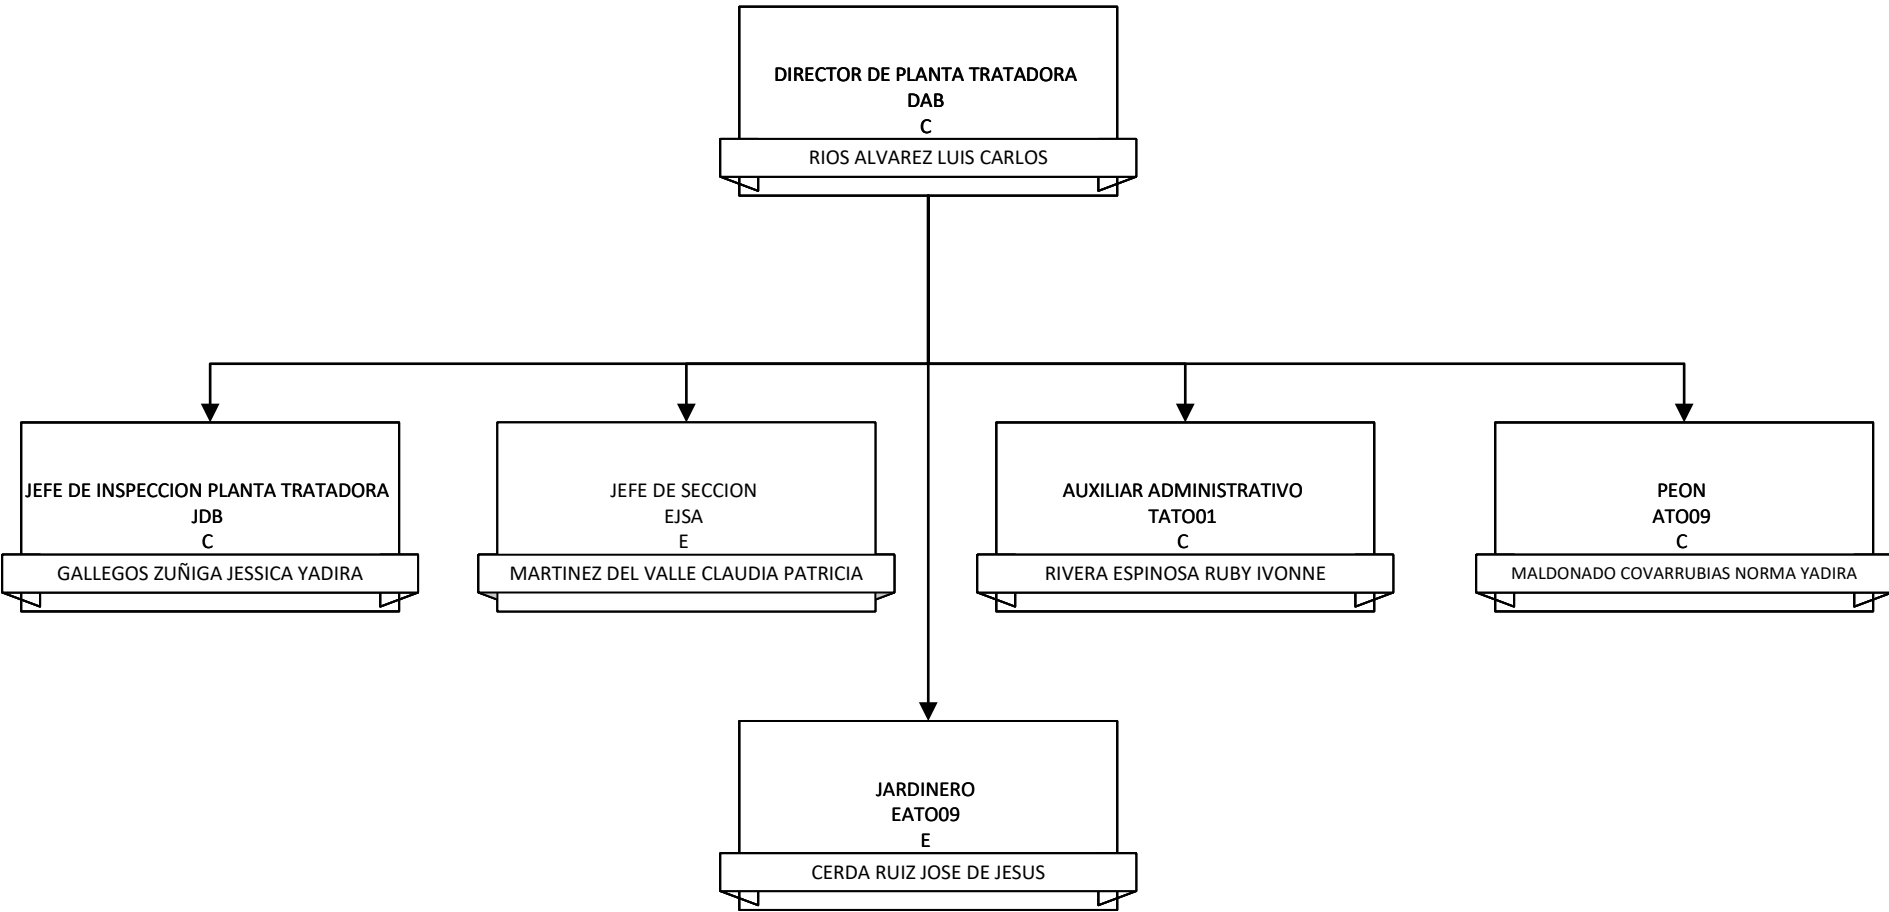 DIRECTOR DE PLANTA TRATADORA
DAB
C
RIOS ALVAREZ LUIS CARLOS
JEFE DE INSPECCION PLANTA TRATADORA
JDB
C
GALLEGOS ZUÑIGA JESSICA YADIRA
JEFE DE SECCION
EJSA
E
MARTINEZ DEL VALLE CLAUDIA PATRICIA
AUXILIAR ADMINISTRATIVO
TATO01
C
RIVERA ESPINOSA RUBY IVONNE
PEON
ATO09
C
MALDONADO COVARRUBIAS NORMA YADIRA
JARDINERO
EATO09
E
CERDA RUIZ JOSE DE JESUS